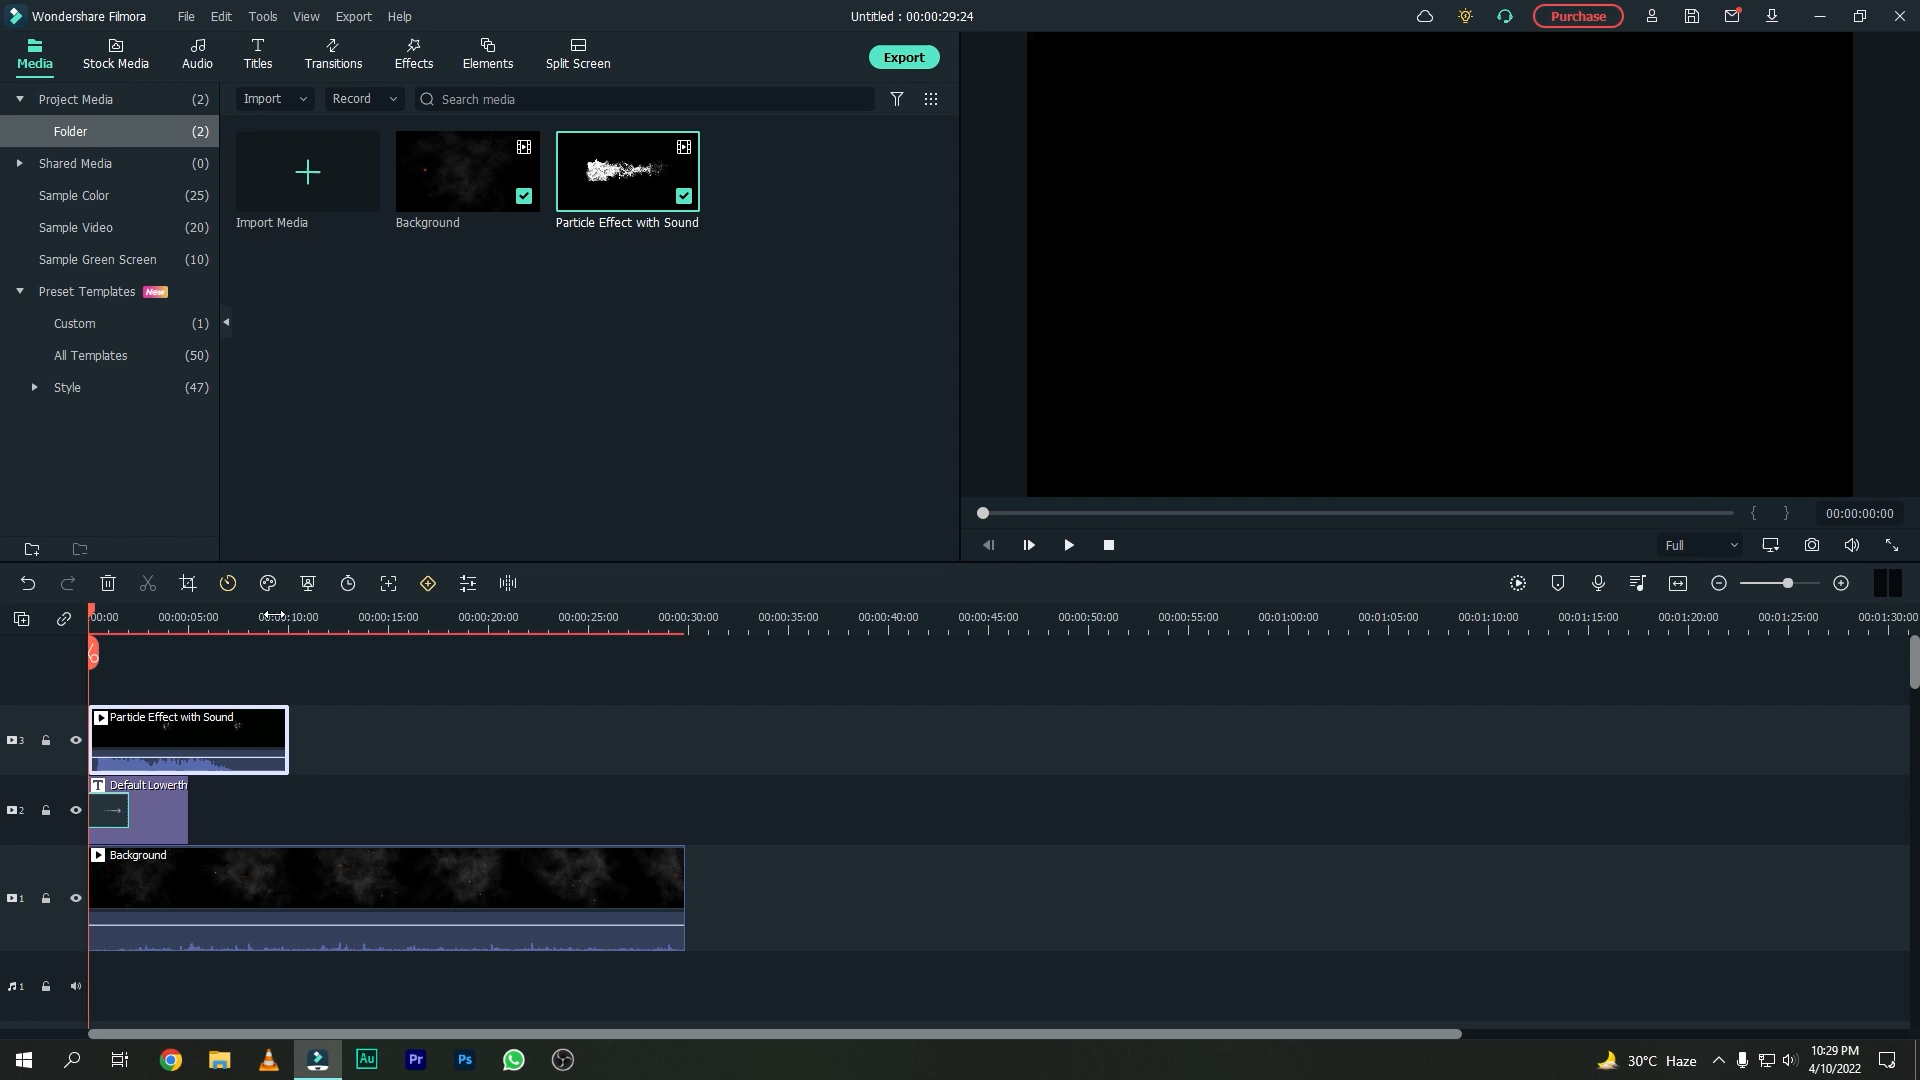 Wondershare Filmora File Edit Tools View Export Help Untitled : 00:00:29:24 Purchase
Media Stock Media Audio Titles Transitions Effects Elements Split Screen Export
Project Media (2)
Folder (2)
Shared Media (0)
Sample Color (25)
Sample Video (20)
Sample Green Screen (10)
Preset Templates New
Custom (1)
All Templates (50)
Style (47)
Import Record Search media
Import Media Background Particle Effect with Sound
00:00:00:00
Full
00:00 00:00:05:00 00:00:10:00 00:00:15:00 00:00:20:00 00:00:25:00 00:00:30:00 00:00:35:00 00:00:40:00 00:00:45:00 00:00:50:00 00:00:55:00 00:01:00:00 00:01:05:00 00:01:10:00 00:01:15:00 00:01:20:00 00:01:25:00 00:01:30:00
Particle Effect with Sound
3
T Default Lowerth
2
Background
1
1
Au Pr Ps
30°C Haze
10:29 PM
4/10/2022